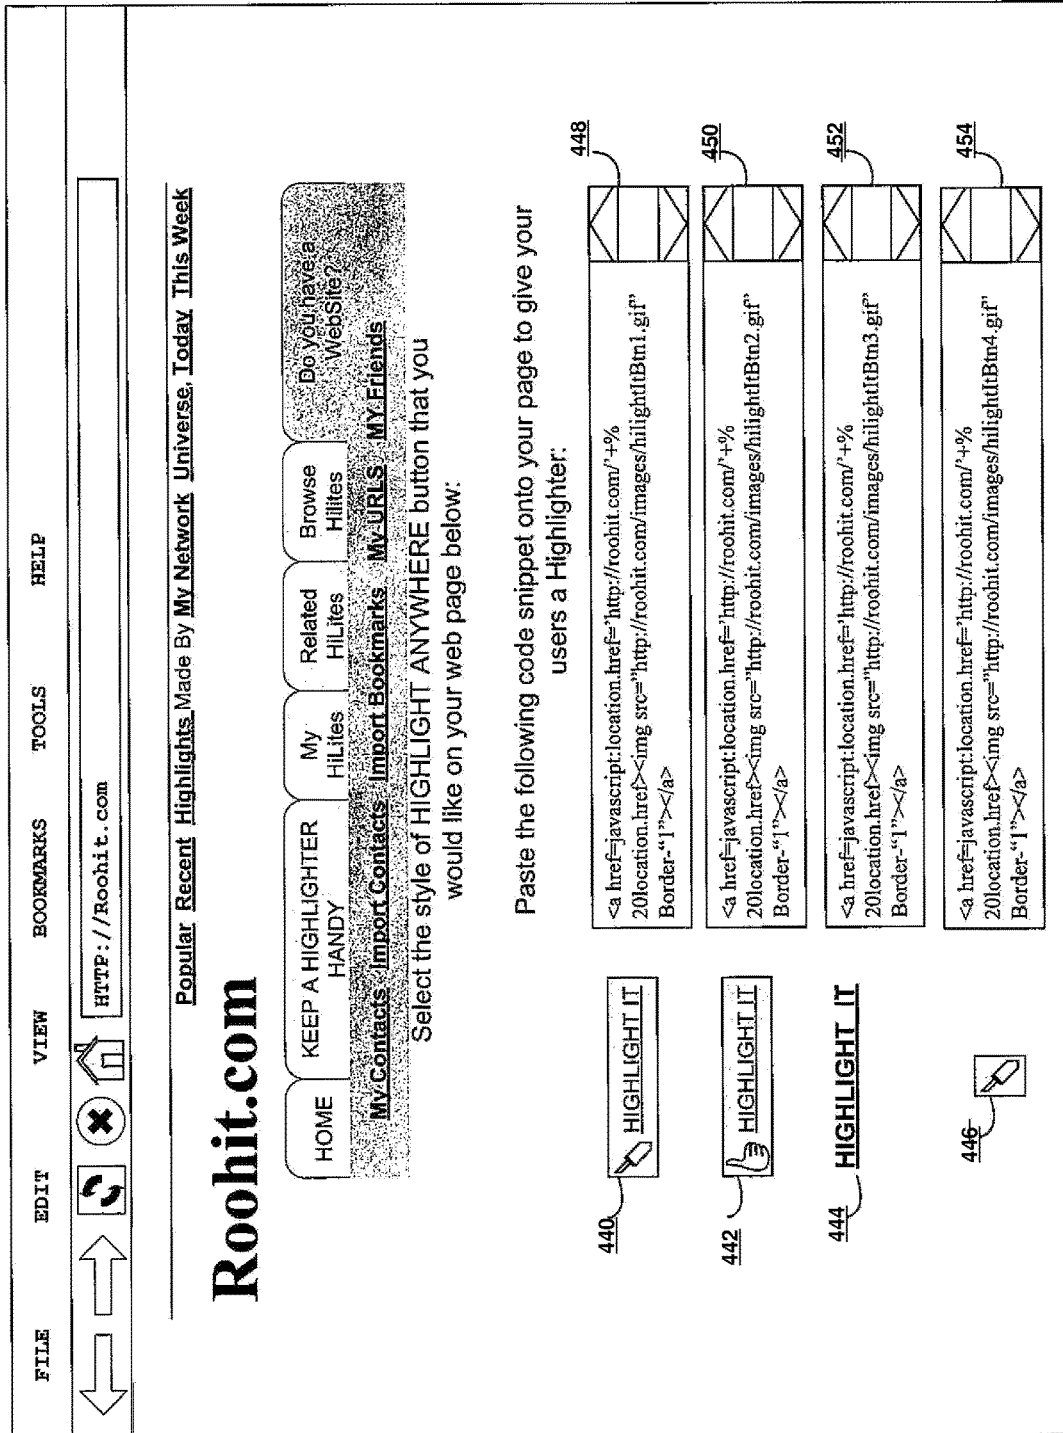 FILE EDIT VIEW BOOKMARKS TOOLS HELP
HTTP://Roohit.com
Popular Recent Highlights Made By My Network Universe, Today This Week
Roohit.com
HOME
KEEP A HIGHLIGHTER
HANDY
My
HiLites
Related
HiLites
Browse
Hilites
Do you have a
WebSite?
My Contacts Import Contacts Import Bookmarks My URLS MY Friends
Select the style of HIGHLIGHT ANYWHERE button that you
would like on your web page below:
Paste the following code snippet onto your page to give your
users a Highlighter:
440
HIGHLIGHT IT
<a href=javascript:location.href='http://roohit.com/'+%
20location.href><img src="http://roohit.com/images/hilightItBtn1.gif"
Border-“1”></a>
448
442
HIGHLIGHT IT
<a href=javascript:location.href='http://roohit.com/'+%
20location.href><img src="http://roohit.com/images/hilightItBtn2.gif"
Border-“1”></a>
450
444
HIGHLIGHT IT
<a href=javascript:location.href='http://roohit.com/'+%
20location.href><img src="http://roohit.com/images/hilightItBtn3.gif"
Border-“1”></a>
452
446
<a href=javascript:location.href='http://roohit.com/'+%
20location.href><img src="http://roohit.com/images/hilightItBtn4.gif"
Border-“1”></a>
454